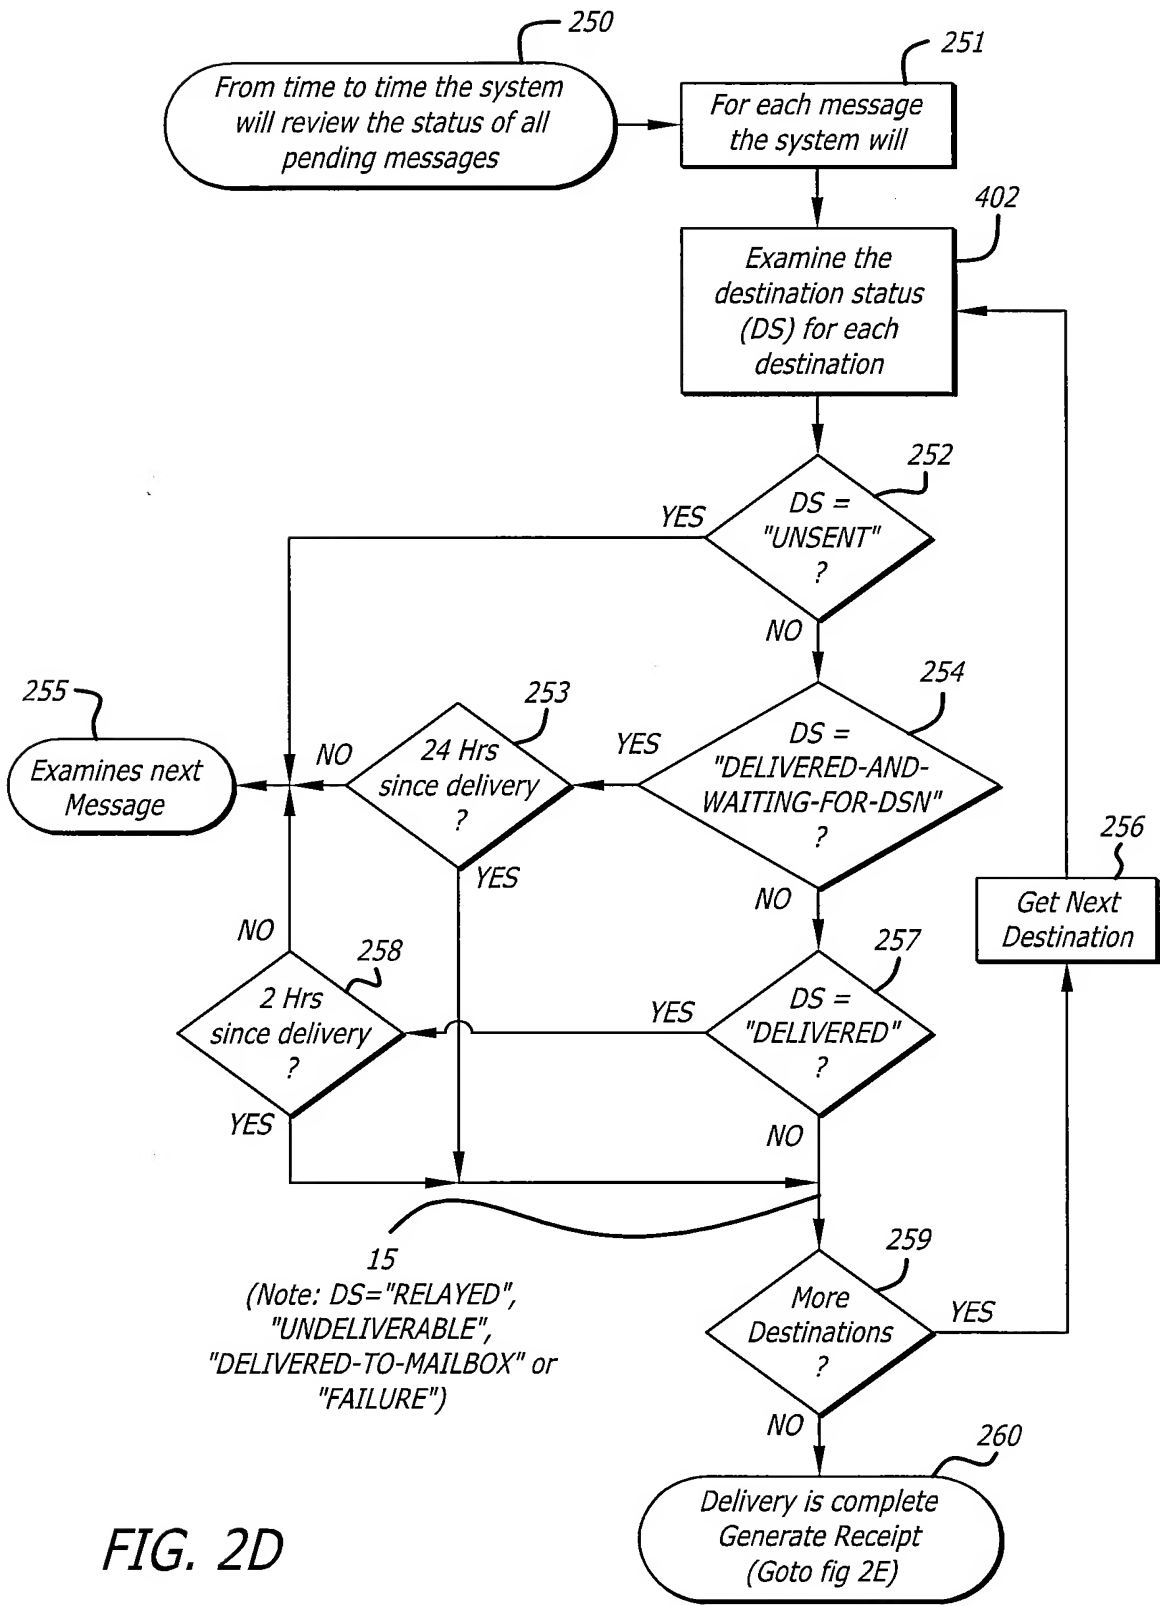 250
From time to time the system
will review the status of all
pending messages
251
For each message
the system will
402
Examine the
destination status
(DS) for each
destination
252
DS =
"UNSENT"
?
YES
NO
254
DS =
"DELIVERED-AND-
WAITING-FOR-DSN"
?
YES
NO
253
24 Hrs
since delivery
?
NO
YES
255
Examines next
Message
256
Get Next
Destination
257
DS =
"DELIVERED"
?
YES
NO
258
2 Hrs
since delivery
?
NO
YES
15
(Note: DS="RELAYED",
"UNDELIVERABLE",
"DELIVERED-TO-MAILBOX" or
"FAILURE")
259
More
Destinations
?
YES
NO
260
Delivery is complete
Generate Receipt
(Goto fig 2E)
FIG. 2D